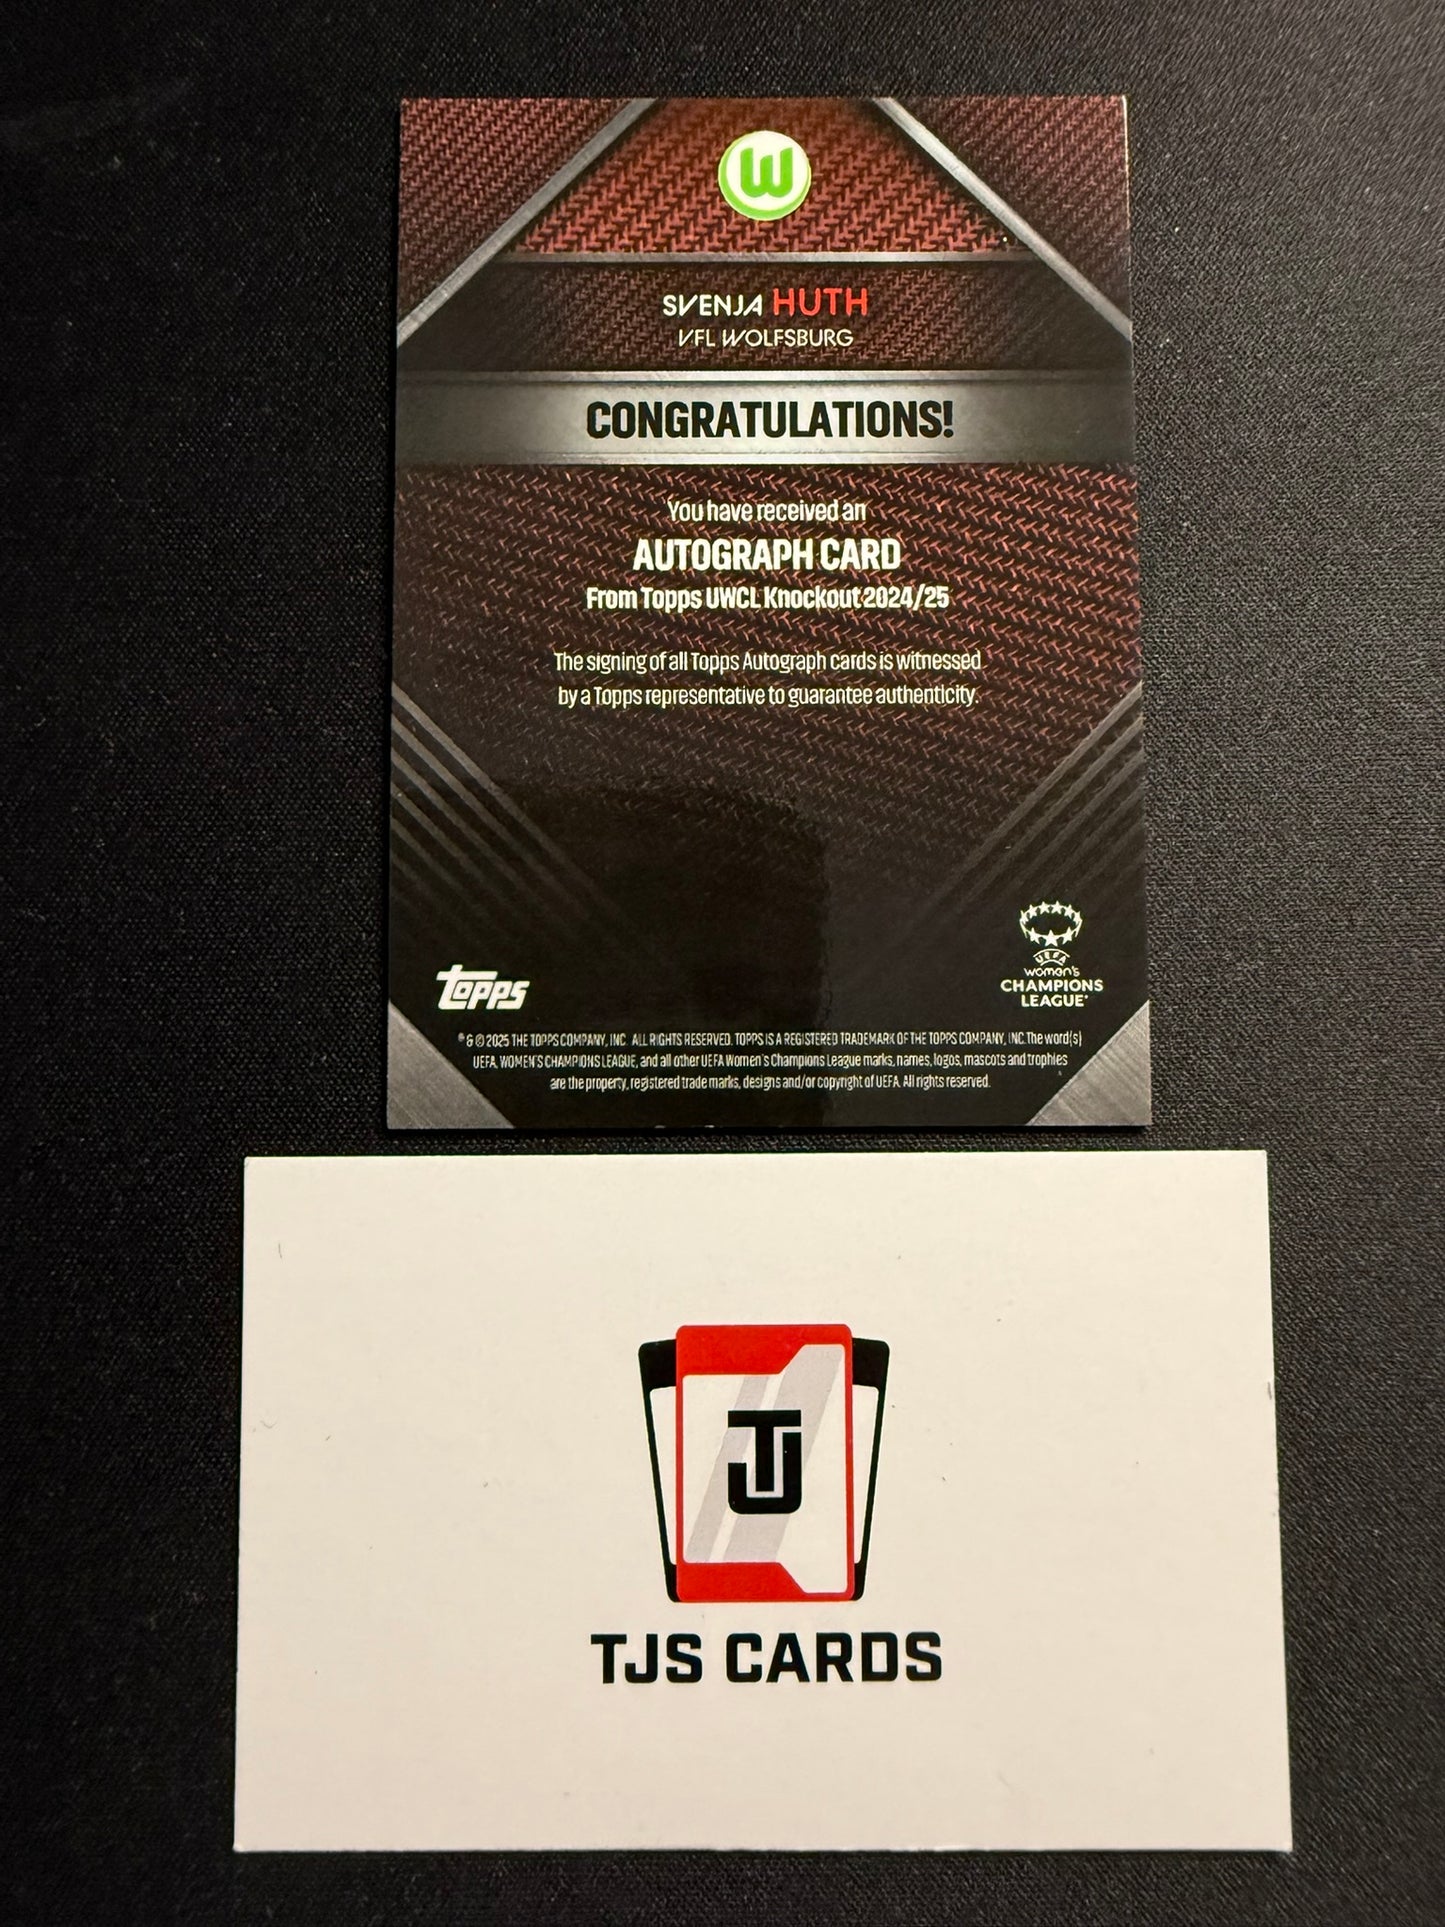 W
SVENJA HUTH
VFL WOLFSBURG
CONGRATULATIONS!
You have received an
AUTOGRAPH CARD
From Topps UWCL Knockout 2024/25
The signing of all Topps Autograph cards is witnessed
by a Topps representative to guarantee authenticity.
UEFA
women's
CHAMPIONS
LEAGUE
topps
® & © 2025 THE TOPPS COMPANY, INC. ALL RIGHTS RESERVED. TOPPS IS A REGISTERED TRADEMARK OF THE TOPPS COMPANY, INC. The word(s)
UEFA, WOMEN'S CHAMPIONS LEAGUE, and all other UEFA Women's Champions League marks, names, logos, mascots and trophies
are the property, registered trade marks, designs and/or copyright of UEFA. All rights reserved.
TJ
TJS CARDS